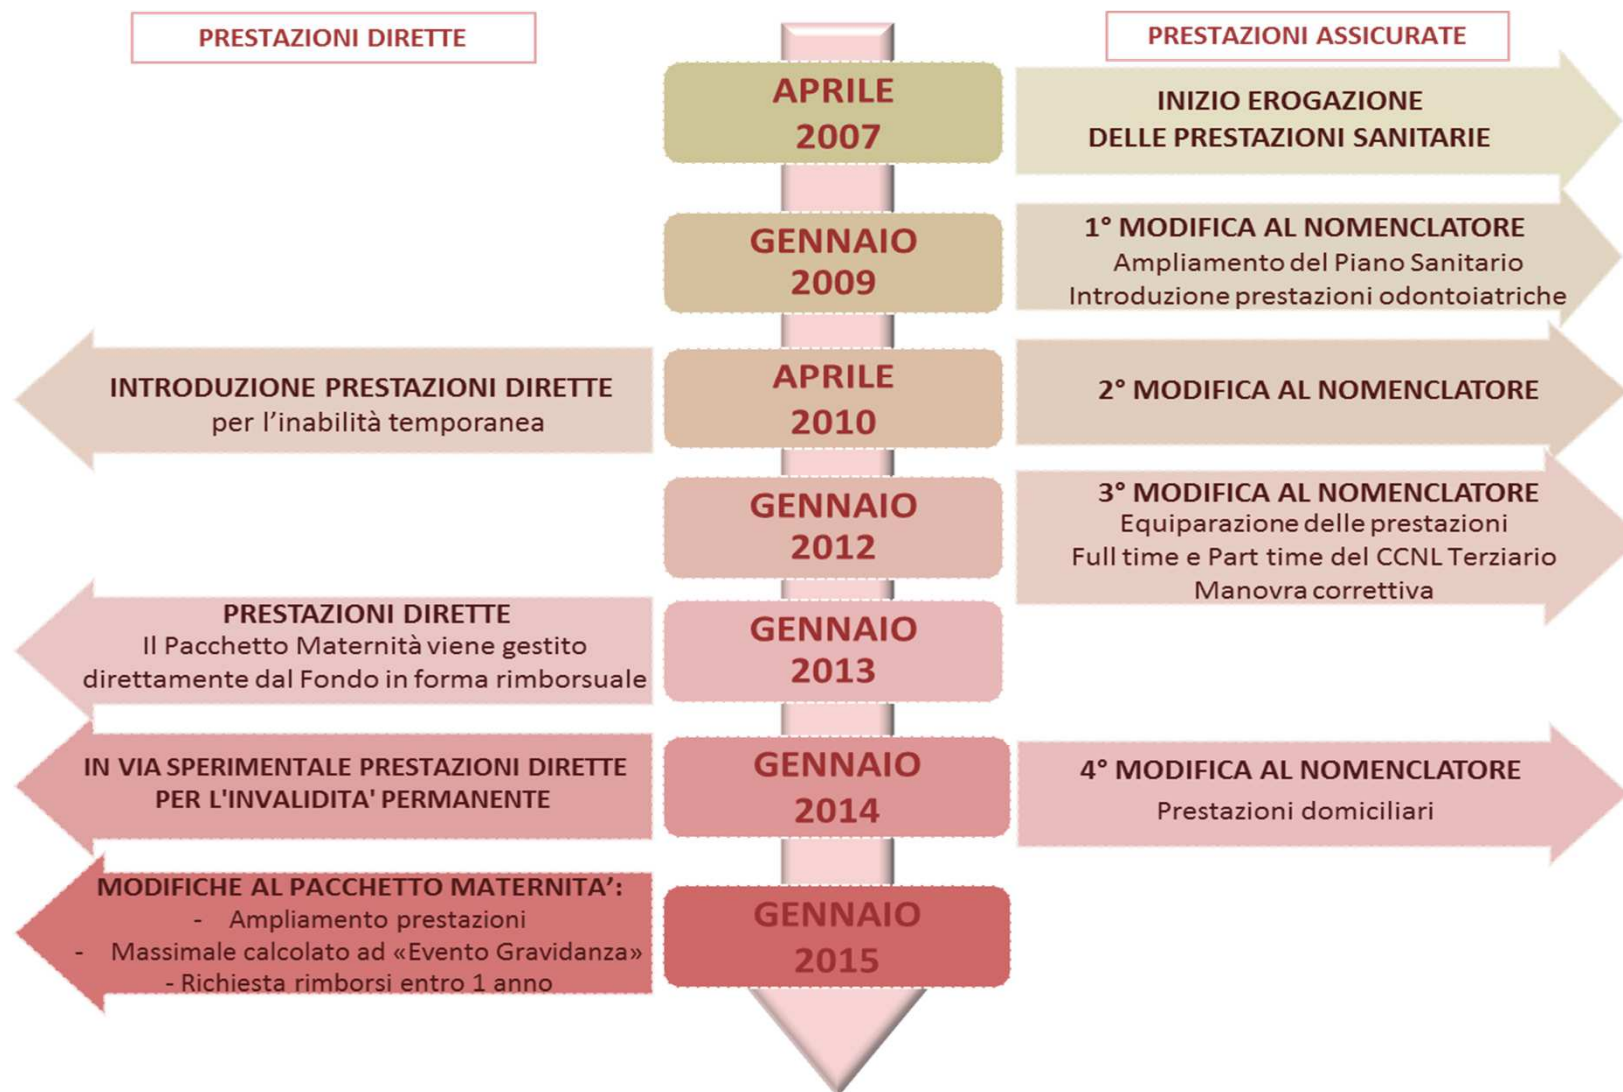 PRESTAZIONI DIRETTE
PRESTAZIONI ASSICURATE
APRILE
2007
INIZIO EROGAZIONE
DELLE PRESTAZIONI SANITARIE
GENNAIO
2009
1° MODIFICA AL NOMENCLATORE
Ampliamento del Piano Sanitario
Introduzione prestazioni odontoiatriche
INTRODUZIONE PRESTAZIONI DIRETTE
per l’inabilità temporanea
APRILE
2010
2° MODIFICA AL NOMENCLATORE
GENNAIO
2012
3° MODIFICA AL NOMENCLATORE
Equiparazione delle prestazioni
Full time e Part time del CCNL Terziario
Manovra correttiva
PRESTAZIONI DIRETTE
Il Pacchetto Maternità viene gestito
direttamente dal Fondo in forma rimborsuale
GENNAIO
2013
IN VIA SPERIMENTALE PRESTAZIONI DIRETTE
PER L'INVALIDITA' PERMANENTE
GENNAIO
2014
4° MODIFICA AL NOMENCLATORE
Prestazioni domiciliari
MODIFICHE AL PACCHETTO MATERNITA’:
- Ampliamento prestazioni
- Massimale calcolato ad «Evento Gravidanza»
- Richiesta rimborsi entro 1 anno
GENNAIO
2015